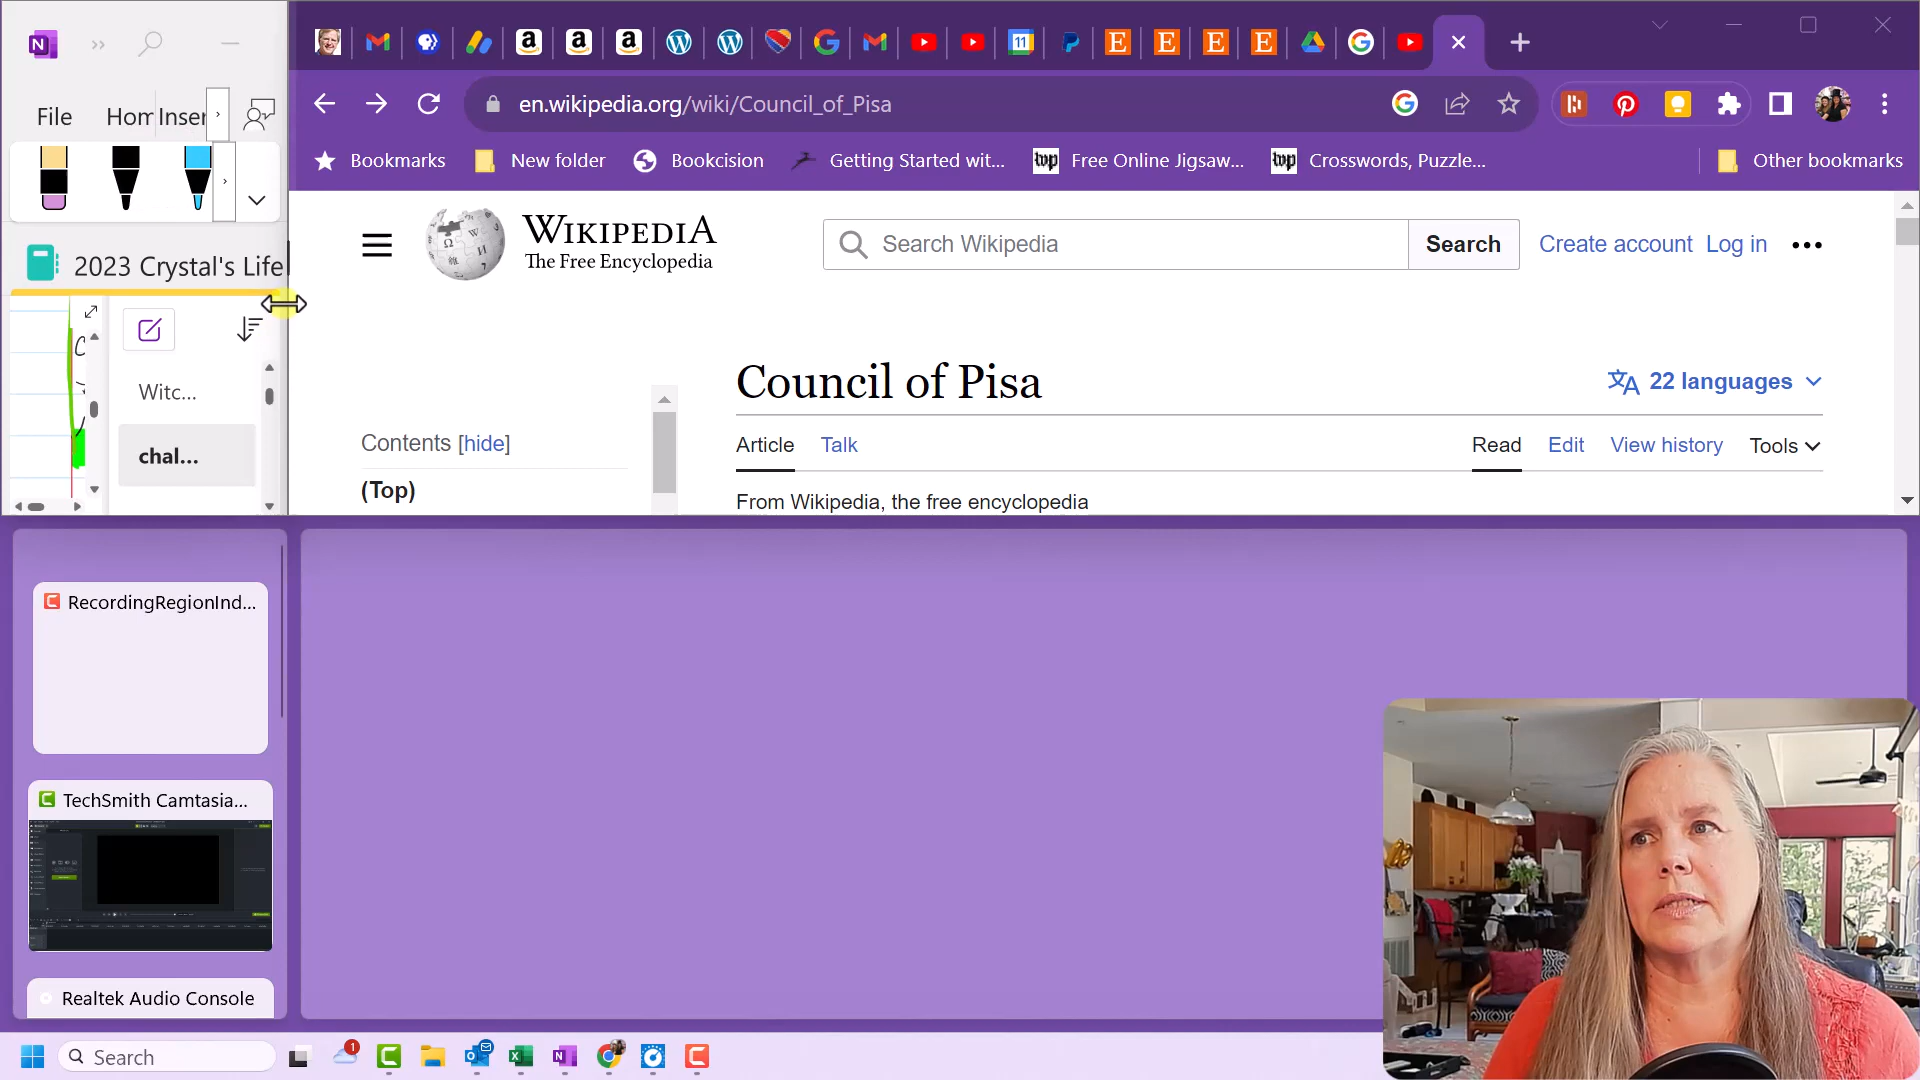 N
File
Hom
Inser
2023 Crystal's Life
Witc...
chal...
en.wikipedia.org/wiki/Council_of_Pisa
Bookmarks
New folder
Bookcision
Getting Started wit...
Free Online Jigsaw...
Crosswords, Puzzle...
Other bookmarks
WIKIPEDIA
The Free Encyclopedia
Search Wikipedia
Search
Create account
Log in
Council of Pisa
22 languages
Contents [hide]
(Top)
Article
Talk
Read
Edit
View history
Tools
From Wikipedia, the free encyclopedia
RecordingRegionInd...
TechSmith Camtasia...
Realtek Audio Console
Search
1